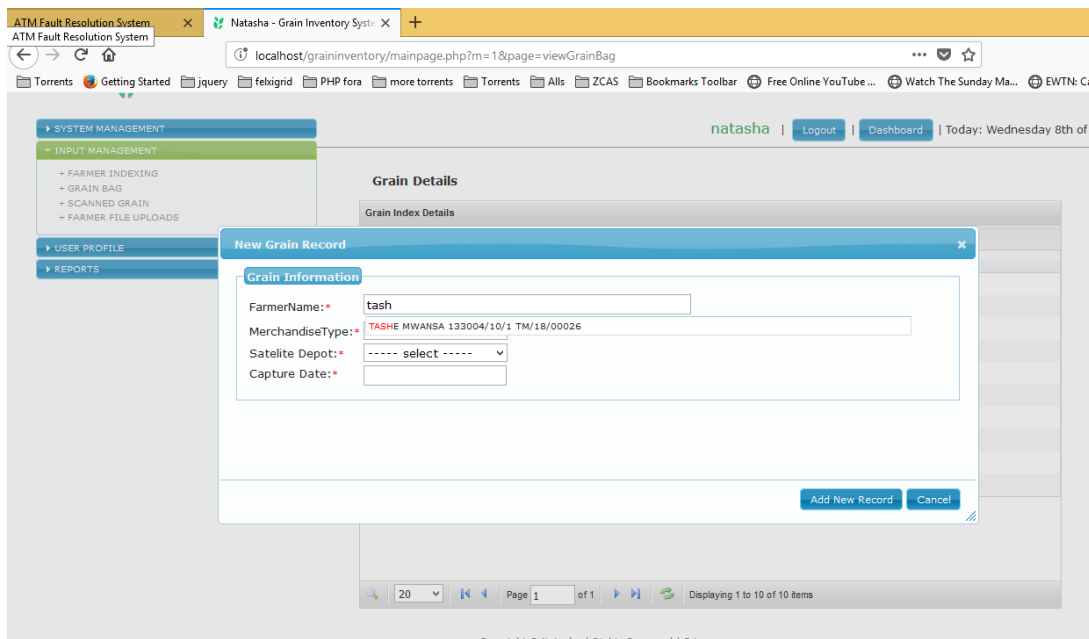 ATM Fault Resolution System
Natasha - Grain Inventory Syste
ATM Fault Resolution System
localhost/graininventory/mainpage.php?m=1&page=viewGrainBag
Torrents Getting Started jquery felxigrid PHP fora more torrents Torrents Alls ZCAS Bookmarks Toolbar Free Online YouTube ... Watch The Sunday Ma... EWTN: Ca
SYSTEM MANAGEMENT
natasha | Logout | Dashboard | Today: Wednesday 8th of
INPUT MANAGEMENT
+ FARMER INDEXING
+ GRAIN BAG
+ SCANNED GRAIN
+ FARMER FILE UPLOADS
USER PROFILE
REPORTS
Grain Details
Grain Index Details
New Grain Record
Grain Information
FarmerName:* tash
TASHE MWANSA 133004/10/1 TM/18/00026
MerchandiseType:*
Satelite Depot:* ----- select -----
Capture Date:*
Add New Record Cancel
20 Page 1 of 1 Displaying 1 to 10 of 10 items